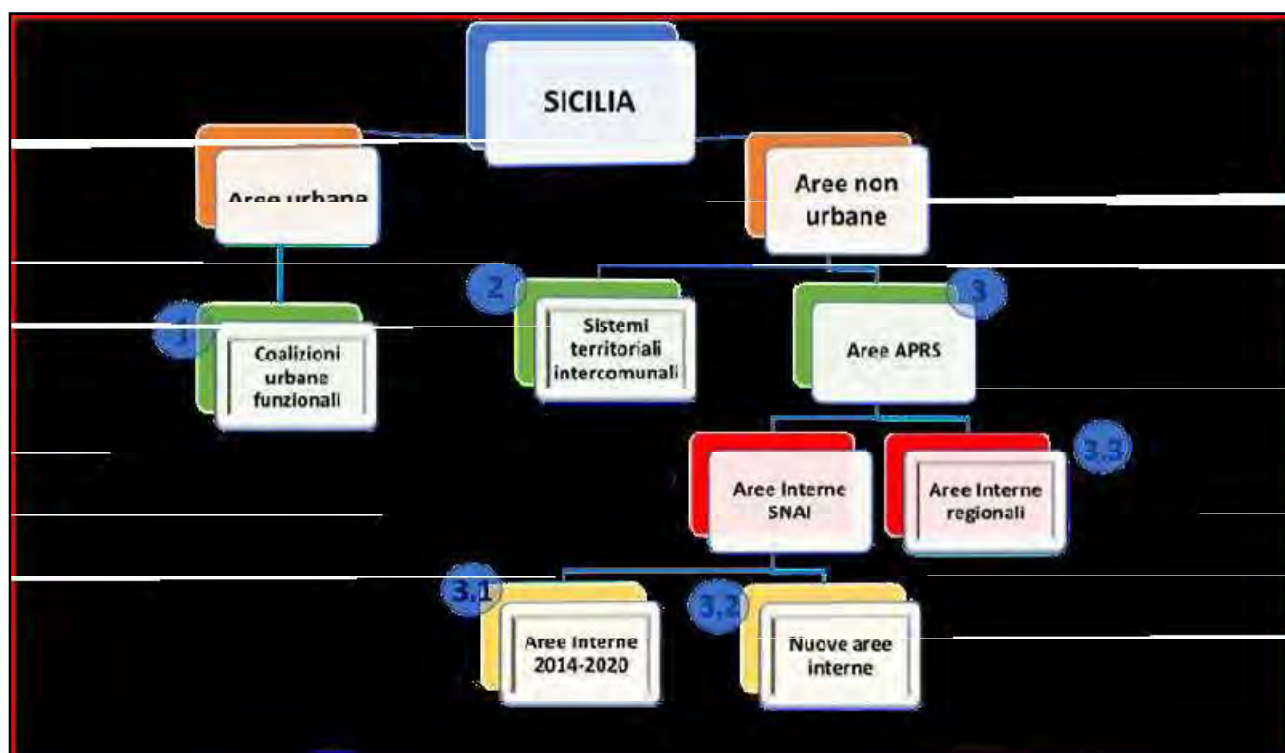 SICILIA
Aree urbane
Aree non
urbane
1
Coalizioni
urbane
funzionali
2
Sistemi
territoriali
intercomunali
3
Aree APRS
Aree Interne
SNAI
3.3
Aree Interne
regionali
3.1
Aree Interne
2014-2020
3.2
Nuove aree
interne